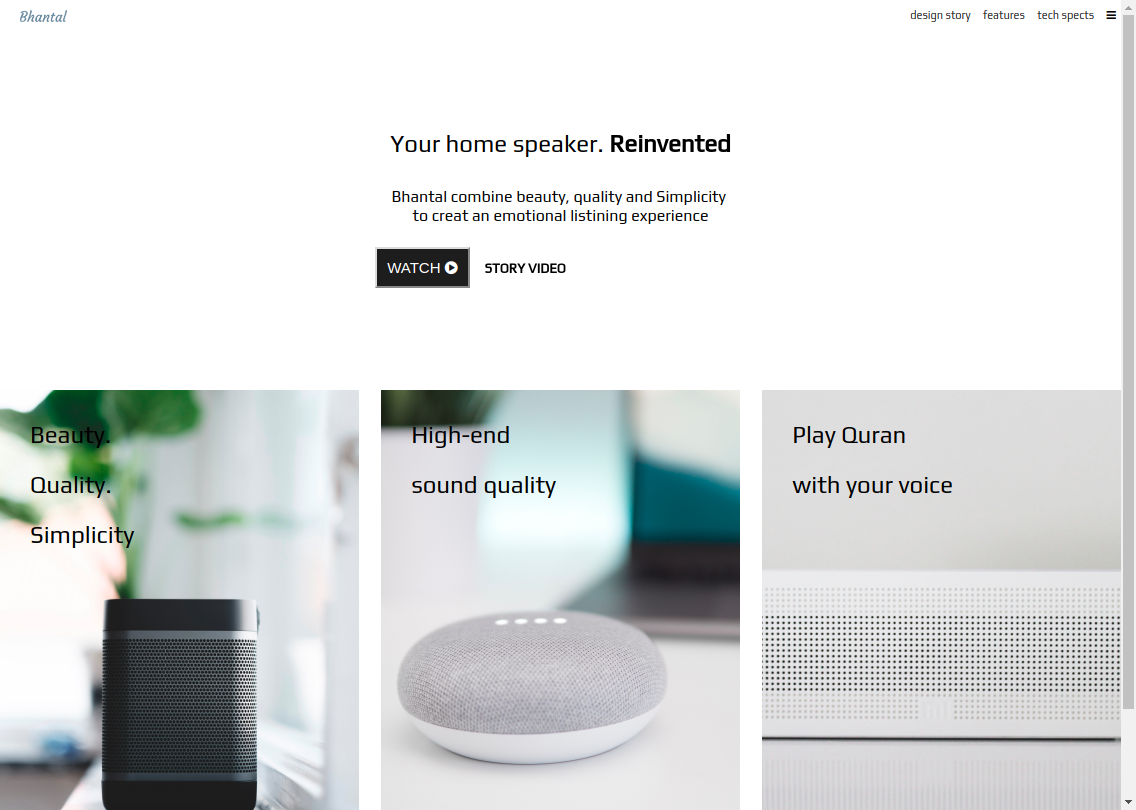 Bhantal
design story features tech spects
Your home speaker. Reinvented
Bhantal combine beauty, quality and Simplicity
to creat an emotional listining experience
WATCH
STORY VIDEO
Beauty.
Quality.
Simplicity
High-end
sound quality
Play Quran
with your voice